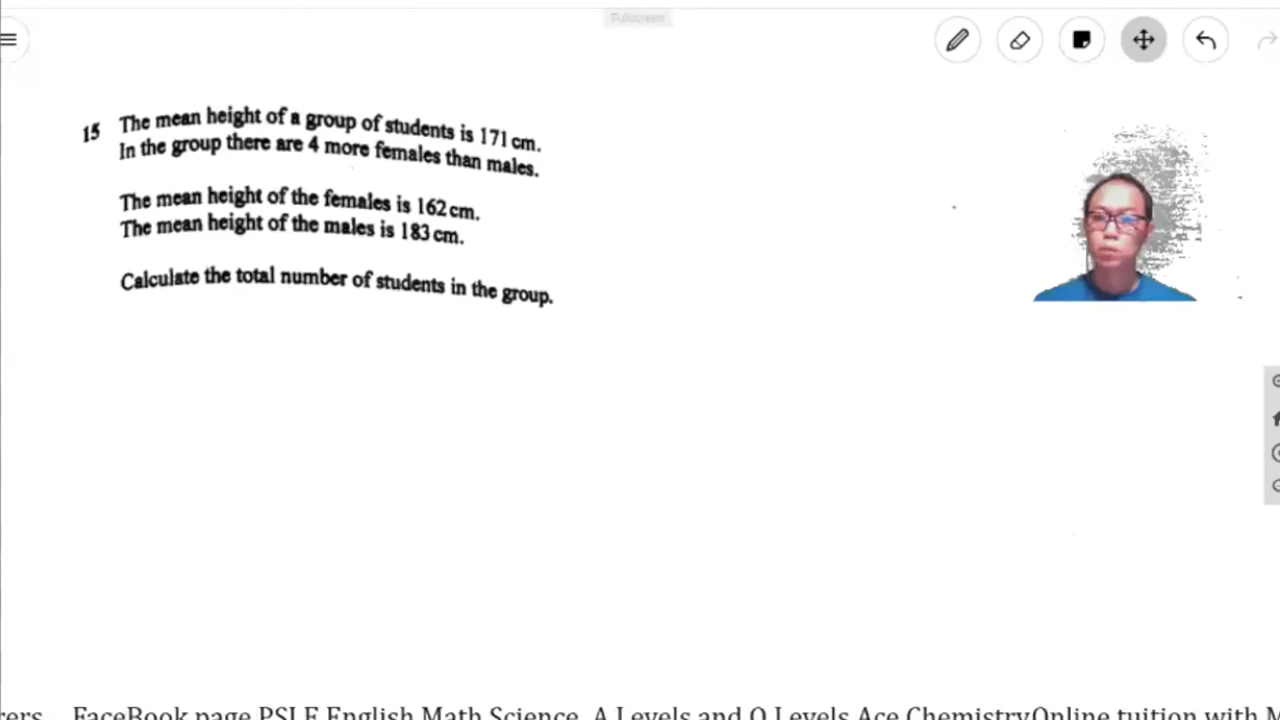 Fullscreen
15 The mean height of a group of students is 171 cm.
In the group there are 4 more females than males.
The mean height of the females is 162 cm.
The mean height of the males is 183 cm.
Calculate the total number of students in the group.
FaceBook page PSLE English Math Science, A Levels and O Levels Ace Chemistry Online tuition with